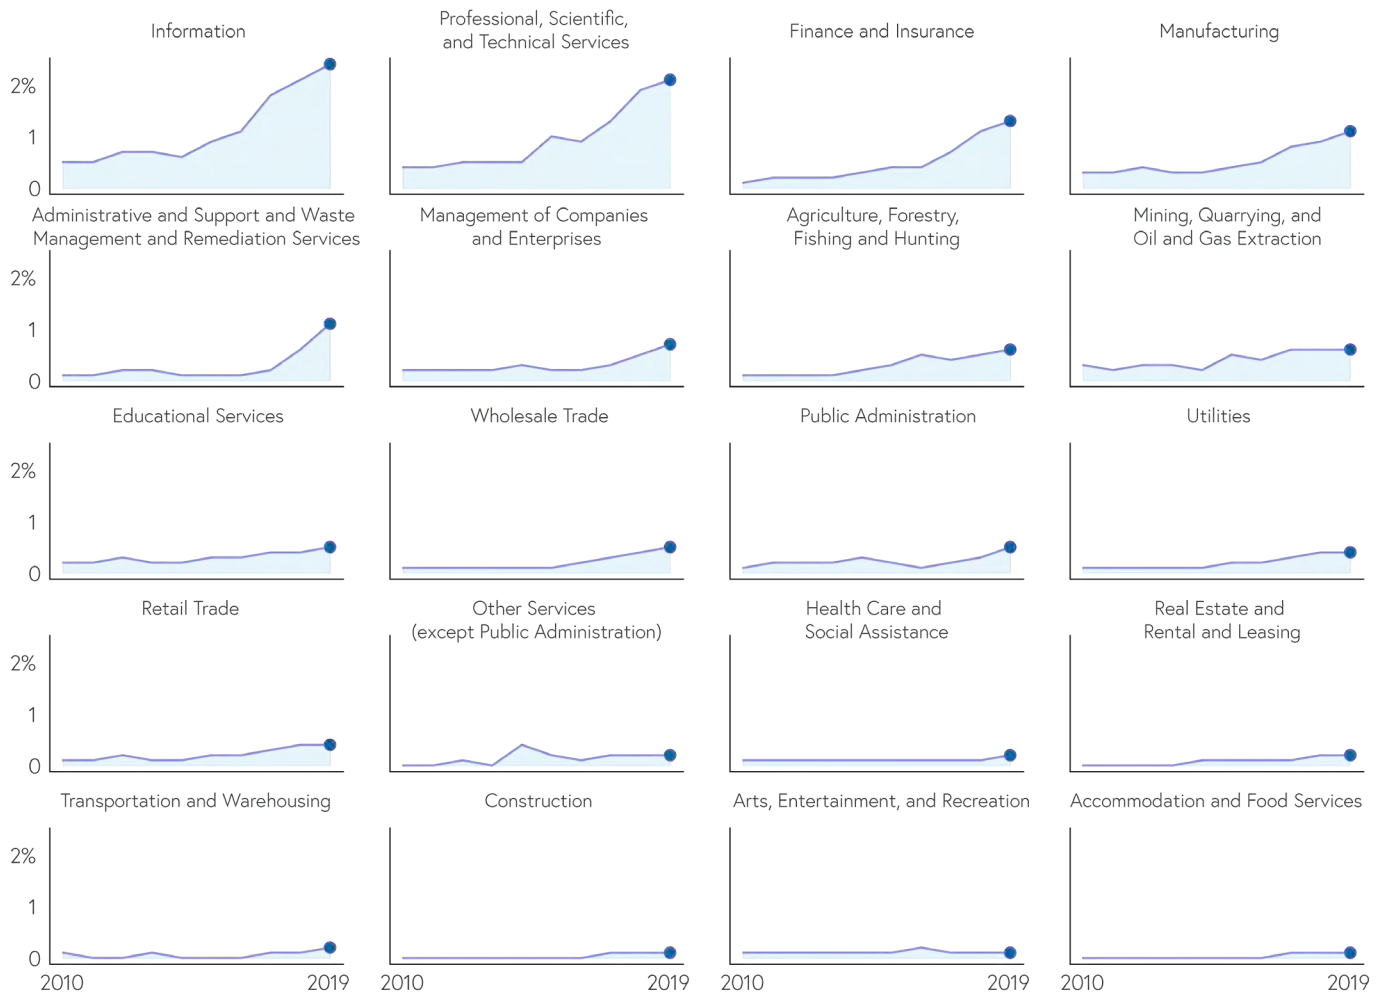 Information
Professional, Scientific,
and Technical Services
Finance and Insurance
Manufacturing
2%
1
0
Administrative and Support and Waste
Management and Remediation Services
Management of Companies
and Enterprises
Agriculture, Forestry,
Fishing and Hunting
Mining, Quarrying, and
Oil and Gas Extraction
2%
1
0
Educational Services
Wholesale Trade
Public Administration
Utilities
2%
1
0
Retail Trade
Other Services
(except Public Administration)
Health Care and
Social Assistance
Real Estate and
Rental and Leasing
2%
1
0
Transportation and Warehousing
Construction
Arts, Entertainment, and Recreation
Accommodation and Food Services
2%
1
0
2010 2019
2010 2019
2010 2019
2010 2019